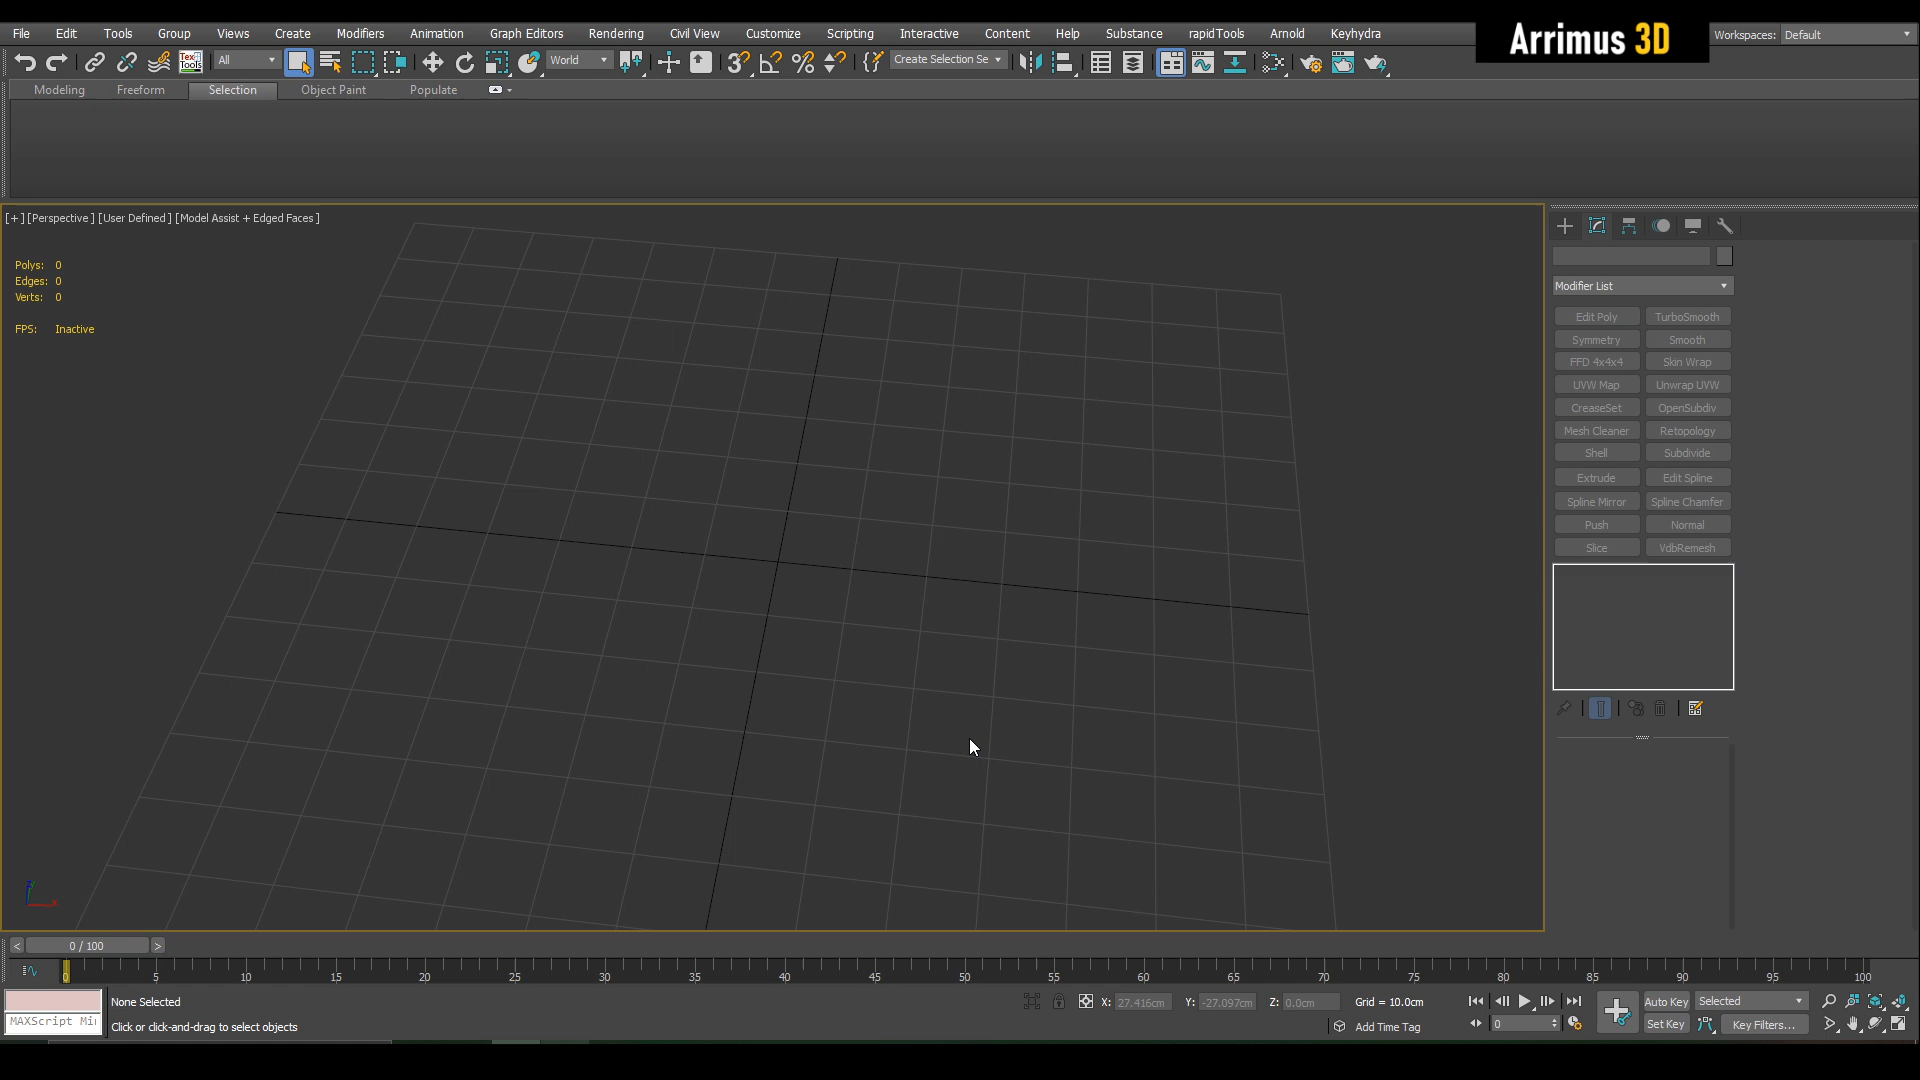 File Edit Tools Group Views Create Modifiers Animation Graph Editors Rendering Civil View Customize Scripting Interactive Content Help Substance rapidTools Arnold Keyhydra
Arrimus 3D
Workspaces: Default
Tex Tools All World 3 Create Selection Se
Modeling Freeform Selection Object Paint Populate
[+] [Perspective] [User Defined] [Model Assist + Edged Faces]
Polys: 0
Edges: 0
Verts: 0
FPS: Inactive
Modifier List
Edit Poly TurboSmooth
Symmetry Smooth
FFD 4x4x4 Skin Wrap
UVW Map Unwrap UVW
CreaseSet OpenSubdiv
Mesh Cleaner Retopology
Shell Subdivide
Extrude Edit Spline
Spline Mirror Spline Chamfer
Push Normal
Slice VdbRemesh
< 0 / 100 >
0 5 10 15 20 25 30 35 40 45 50 55 60 65 70 75 80 85 90 95 100
None Selected X: 27.416cm Y: -27.097cm Z: 0.0cm Grid = 10.0cm Auto Key Selected
MAXScript Mi
Click or click-and-drag to select objects Add Time Tag 0 Set Key Key Filters...